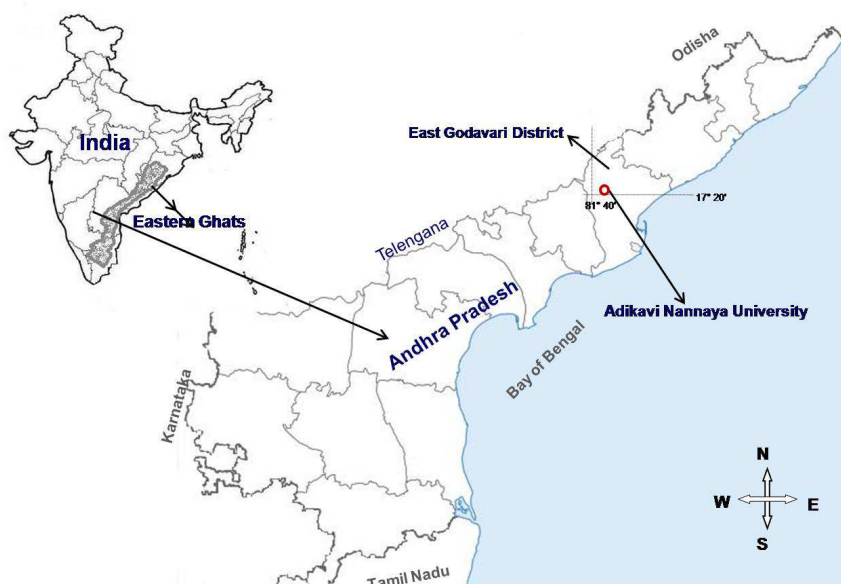 Odisha
India
East Godavari District
81° 40'
17° 20'
Eastern Ghats
Telengana
Adikavi Nannaya University
Andhra Pradesh
Bay of Bengal
Karnataka
N
W
E
S
Tamil Nadu